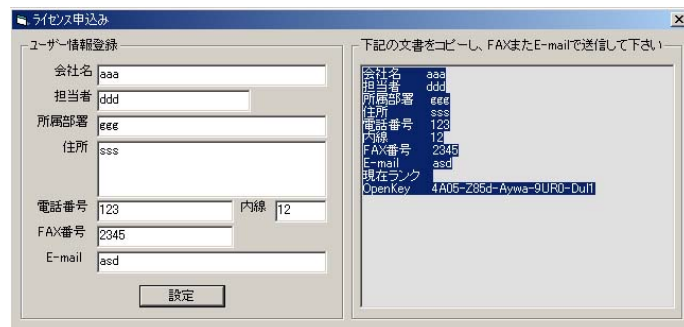 ライセンス申込み
ユーザー情報登録
会社名 aaa
担当者 ddd
所属部署 εεε
住所 sss
電話番号 123 内線 12
FAX番号 2345
E-mail asd
設定
下記の文書をコピーし、FAXまたE-mailで送信して下さい
会社名 aaa
担当者 ddd
所属部署 εεε
住所 sss
電話番号 123
内線 12
FAX番号 2345
E-mail asd
現在ランク
OpenKey 4A05-Z85d-Aywa-9UR0-Dul1